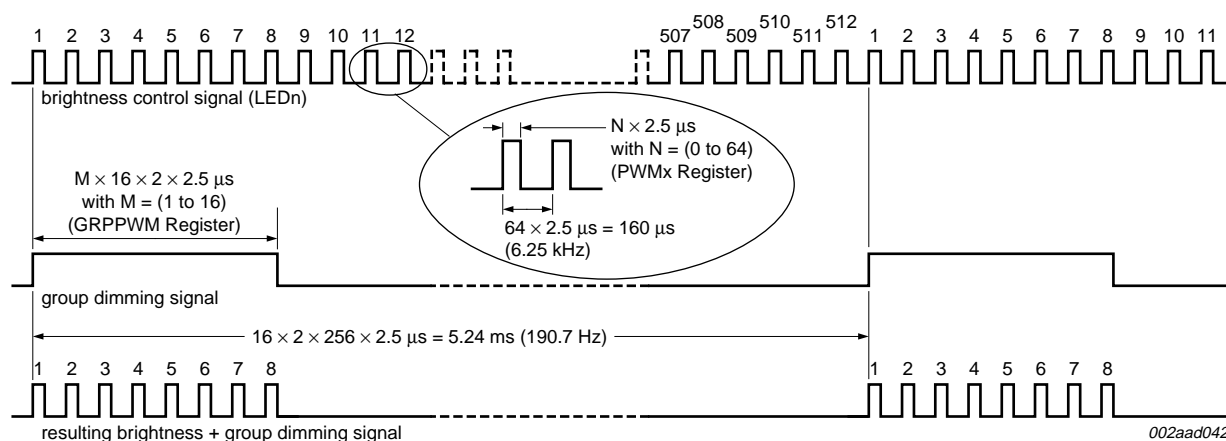 1 2 3 4 5 6 7 8 9 10 11 12 507 508 509 510 511 512 1 2 3 4 5 6 7 8 9 10 11
brightness control signal (LEDn)
N × 2.5 μs
with N = (0 to 64)
(PWMx Register)
M × 16 × 2 × 2.5 μs
with M = (1 to 16)
(GRPPWM Register)
64 × 2.5 μs = 160 μs
(6.25 kHz)
group dimming signal
16 × 2 × 256 × 2.5 μs = 5.24 ms (190.7 Hz)
1 2 3 4 5 6 7 8 1 2 3 4 5 6 7 8
resulting brightness + group dimming signal
002aad042